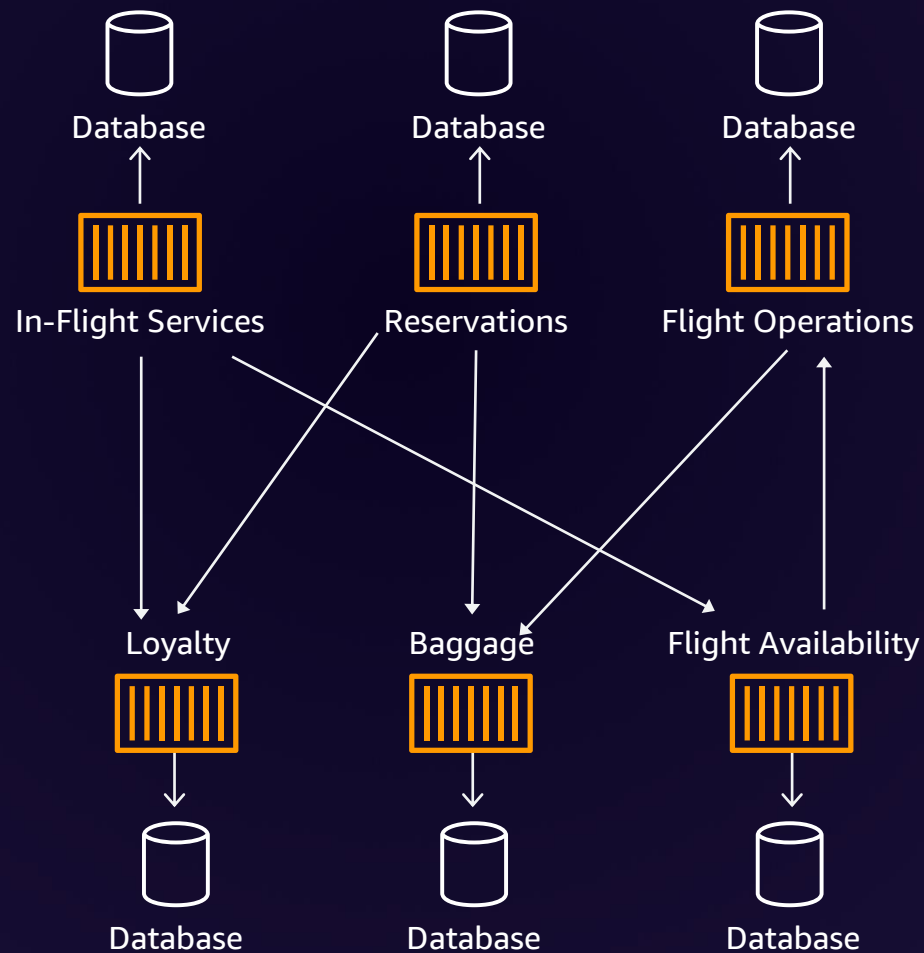 Database
Database
Database
In-Flight Services
Reservations
Flight Operations
Loyalty
Baggage
Flight Availability
Database
Database
Database